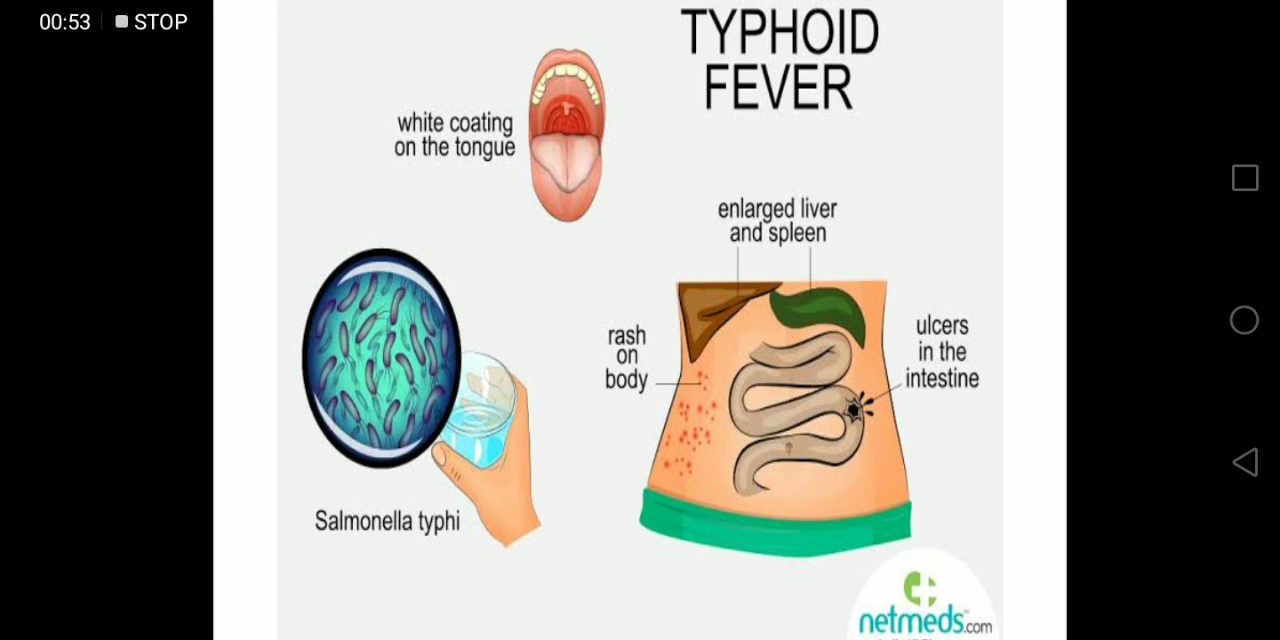 00:53 STOP
TYPHOID
FEVER
white coating
on the tongue
enlarged liver
and spleen
rash
on
body
ulcers
in the
intestine
Salmonella typhi
netmeds.com